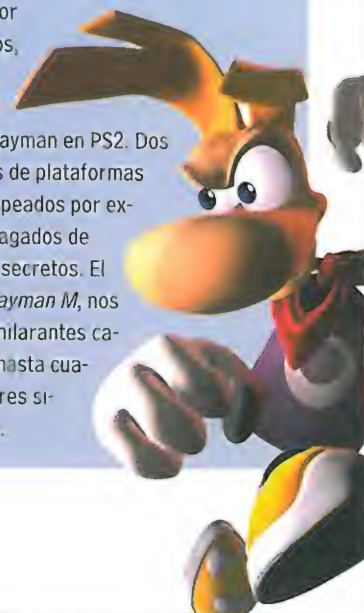 or
os,
ayman en PS2. Dos
s de plataformas
peados por ex-
agados de
secretos. El
ayman M, nos
nilarantes ca-
hasta cua-
res si-
.